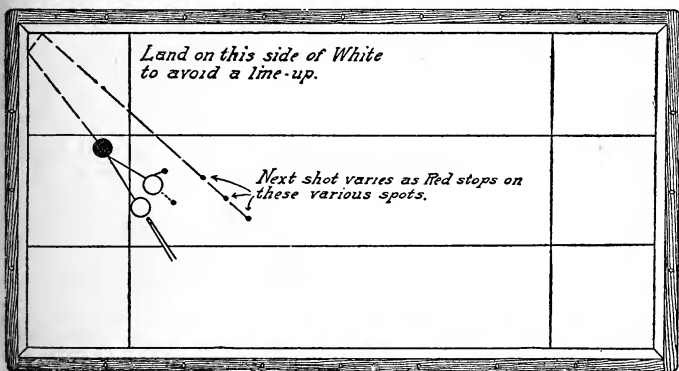 Land on this side of White
to avoid a line-up.
Next shot varies as Red stops on
these various spots.